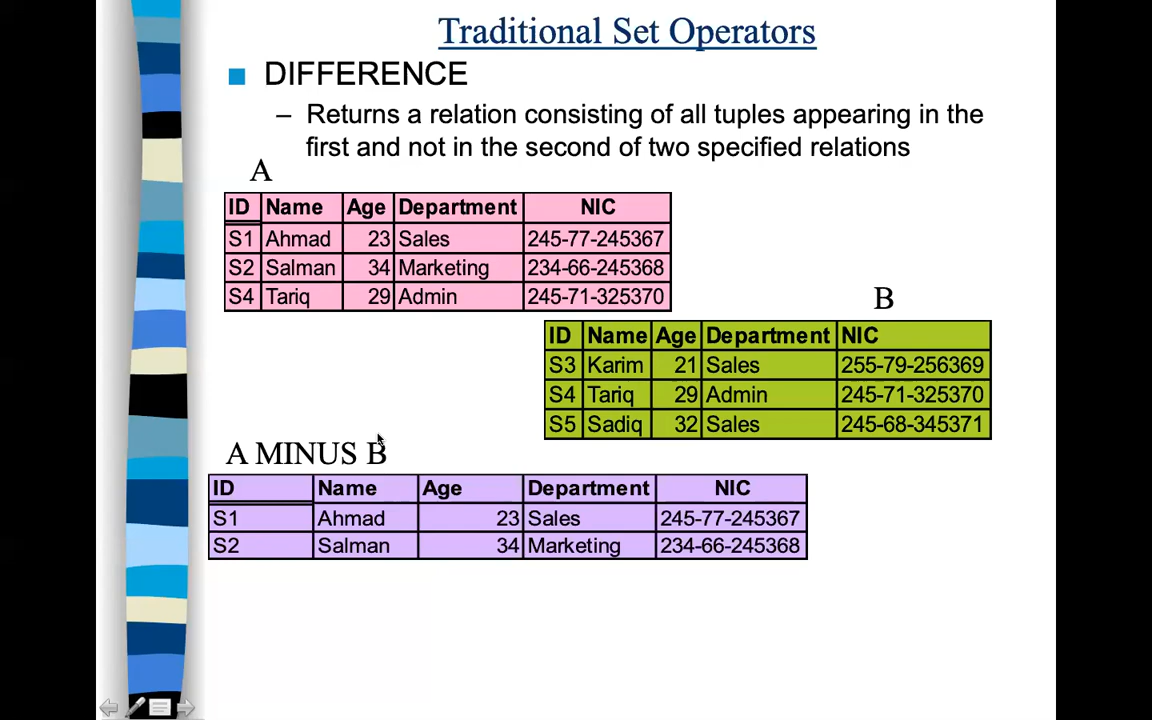 Traditional Set Operators
DIFFERENCE
– Returns a relation consisting of all tuples appearing in the
first and not in the second of two specified relations
A
ID Name Age Department NIC
S1 Ahmad 23 Sales 245-77-245367
S2 Salman 34 Marketing 234-66-245368
S4 Tariq 29 Admin 245-71-325370
B
ID Name Age Department NIC
S3 Karim 21 Sales 255-79-256369
S4 Tariq 29 Admin 245-71-325370
S5 Sadiq 32 Sales 245-68-345371
A MINUS B
ID Name Age Department NIC
S1 Ahmad 23 Sales 245-77-245367
S2 Salman 34 Marketing 234-66-245368